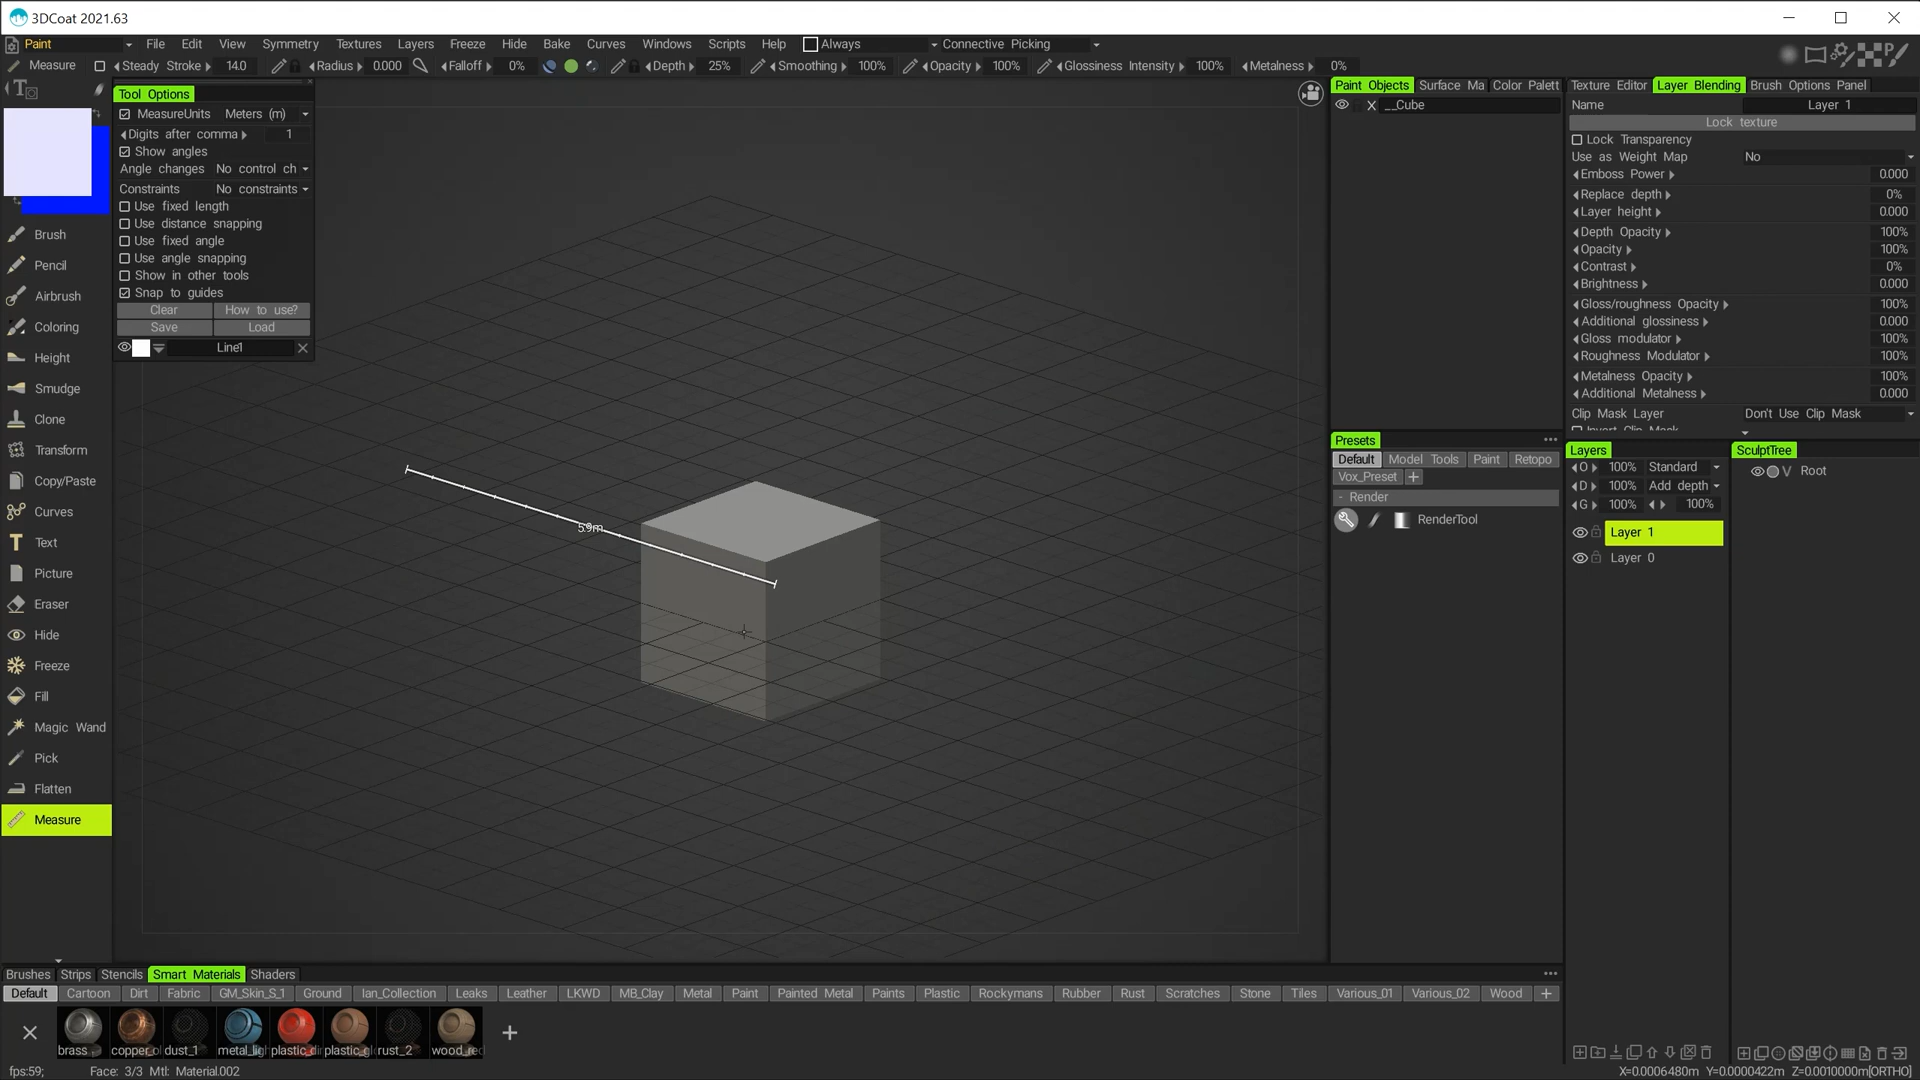 3DCoat 2021.63
Paint File Edit View Symmetry Textures Layers Freeze Hide Bake Curves Windows Scripts Help Always Connective Picking
Measure Steady Stroke 14.0 Radius 0.000 Falloff 0% Depth 25% Smoothing 100% Opacity 100% Glossiness Intensity 100% Metalness 0%
Tool Options
MeasureUnits Meters (m)
Digits after comma 1
Show angles
Angle changes No control ch
Constraints No constraints
Use fixed length
Use distance snapping
Use fixed angle
Use angle snapping
Show in other tools
Snap to guides
Clear How to use?
Save Load
Line1
Brush
Pencil
Airbrush
Coloring
Height
Smudge
Clone
Transform
Copy/Paste
Curves
Text
Picture
Eraser
Hide
Freeze
Fill
Magic Wand
Pick
Flatten
Measure
5.9m
Paint Objects Surface Ma Color Palett
X __Cube
Presets
Default Model Tools Paint Retopo
Vox_Preset +
- Render
RenderTool
Texture Editor Layer Blending Brush Options Panel
Name Layer 1
Lock texture
Lock Transparency
Use as Weight Map No
Emboss Power 0.000
Replace depth 0%
Layer height 0.000
Depth Opacity 100%
Opacity 100%
Contrast 0%
Brightness 0.000
Gloss/roughness Opacity 100%
Additional glossiness 0.000
Gloss modulator 100%
Roughness Modulator 100%
Metalness Opacity 100%
Additional Metalness 0.000
Clip Mask Layer Don't Use Clip Mask
Invert Clip Mask
Layers
O 100% Standard
D 100% Add depth
G 100% 100%
Layer 1
Layer 0
SculptTree
V Root
Brushes Strips Stencils Smart Materials Shaders
Default Cartoon Dirt Fabric GM_Skin_S_1 Ground Ian_Collection Leaks Leather LKWD MB_Clay Metal Paint Painted Metal Paints Plastic Rockymans Rubber Rust Scratches Stone Tiles Various_01 Various_02 Wood +
brass copper_o dust_1 metal_lig plastic_di plastic_gl rust_2 wood_red
fps:59; Face: 3/3 Mtl: Material.002
X=0.0006480m Y=0.0000422m Z=0.0010000m[ORTHO]